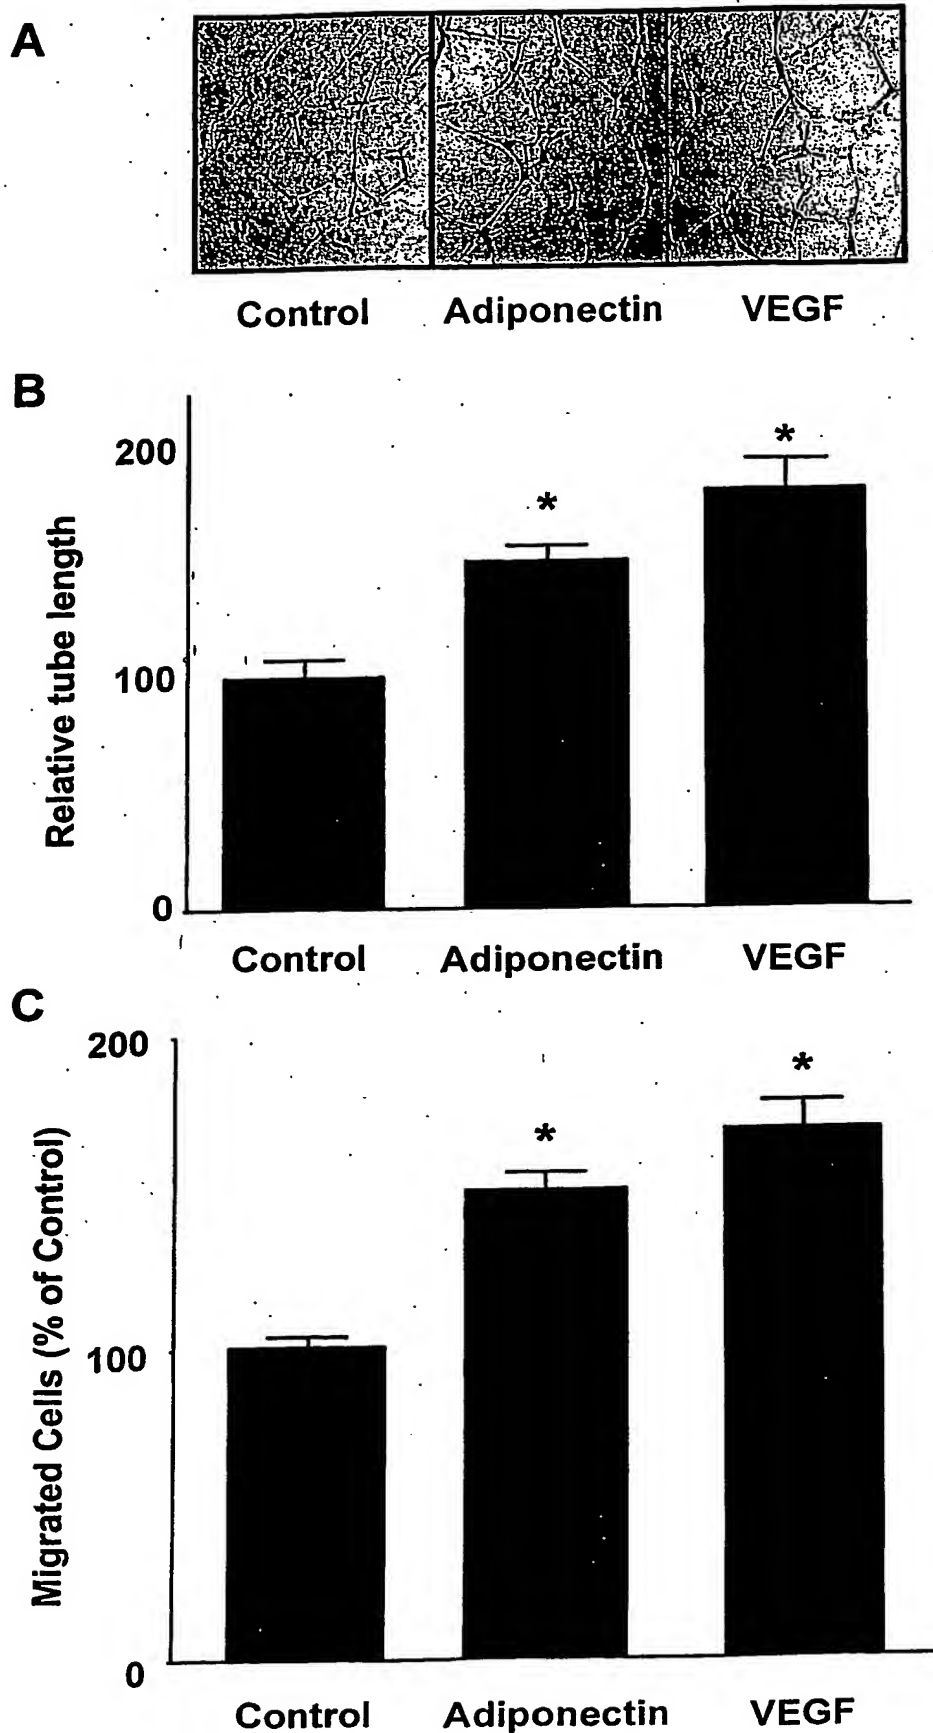 A
Control Adiponectin VEGF
B
200
*
*
100
0
Relative tube length
Control Adiponectin VEGF
C
200
*
*
100
0
Migrated Cells (% of Control)
Control Adiponectin VEGF